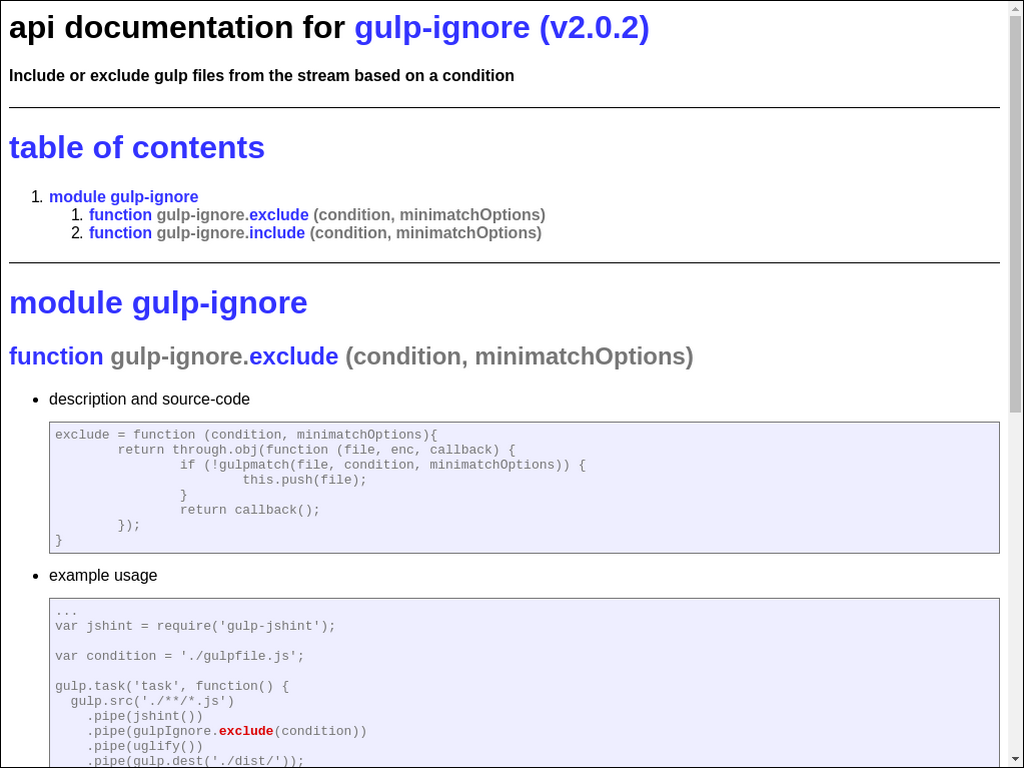 api documentation for gulp-ignore (v2.0.2)
Include or exclude gulp files from the stream based on a condition
table of contents
1. module gulp-ignore
1. function gulp-ignore.exclude (condition, minimatchOptions)
2. function gulp-ignore.include (condition, minimatchOptions)
module gulp-ignore
function gulp-ignore.exclude (condition, minimatchOptions)
• description and source-code
exclude = function (condition, minimatchOptions){
        return through.obj(function (file, enc, callback) {
                if (!gulpmatch(file, condition, minimatchOptions)) {
                        this.push(file);
                }
                return callback();
        });
}
• example usage
...
var jshint = require('gulp-jshint');
var condition = './gulpfile.js';
gulp.task('task', function() {
  gulp.src('./**/*.js')
    .pipe(jshint())
    .pipe(gulpIgnore.exclude(condition))
    .pipe(uglify())
    .pipe(gulp.dest('./dist/'));